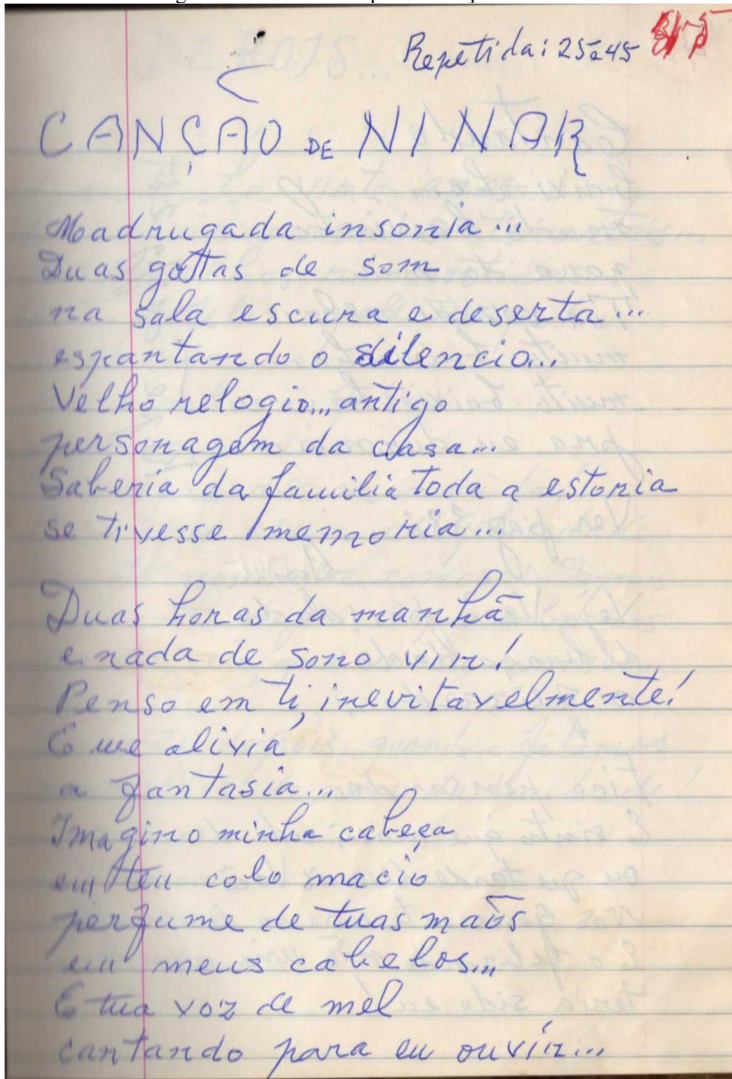 Repetida: 25 e 45
CANÇÃO DE NINAR
Madrugada insonia...
Duas gotas de som
na sala escura e deserta...
espantando o silencio...
Velho relogio... antigo
personagem da casa...
Saberia da familia toda a estoria
se tivesse memoria...
Duas horas da manhã
e nada de sono vir!
Penso em ti, inevitavelmente!
E me alivia
a fantasia...
Imagino minha cabeça
em teu colo macio
perfume de tuas mãos
em meus cabelos...
E tua voz de mel
cantando para eu ouvir...